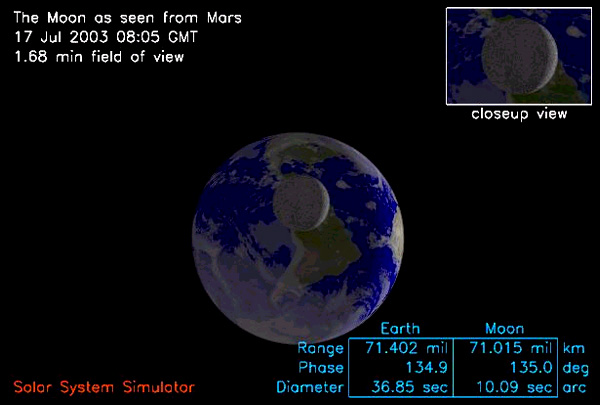 The Moon as seen from Mars
17 Jul 2003 08:05 GMT
1.68 min field of view
closeup view
Earth Moon
Range 71.402 mil 71.015 mil km
Phase 134.9 135.0 deg
Diameter 36.85 sec 10.09 sec arc
Solar System Simulator